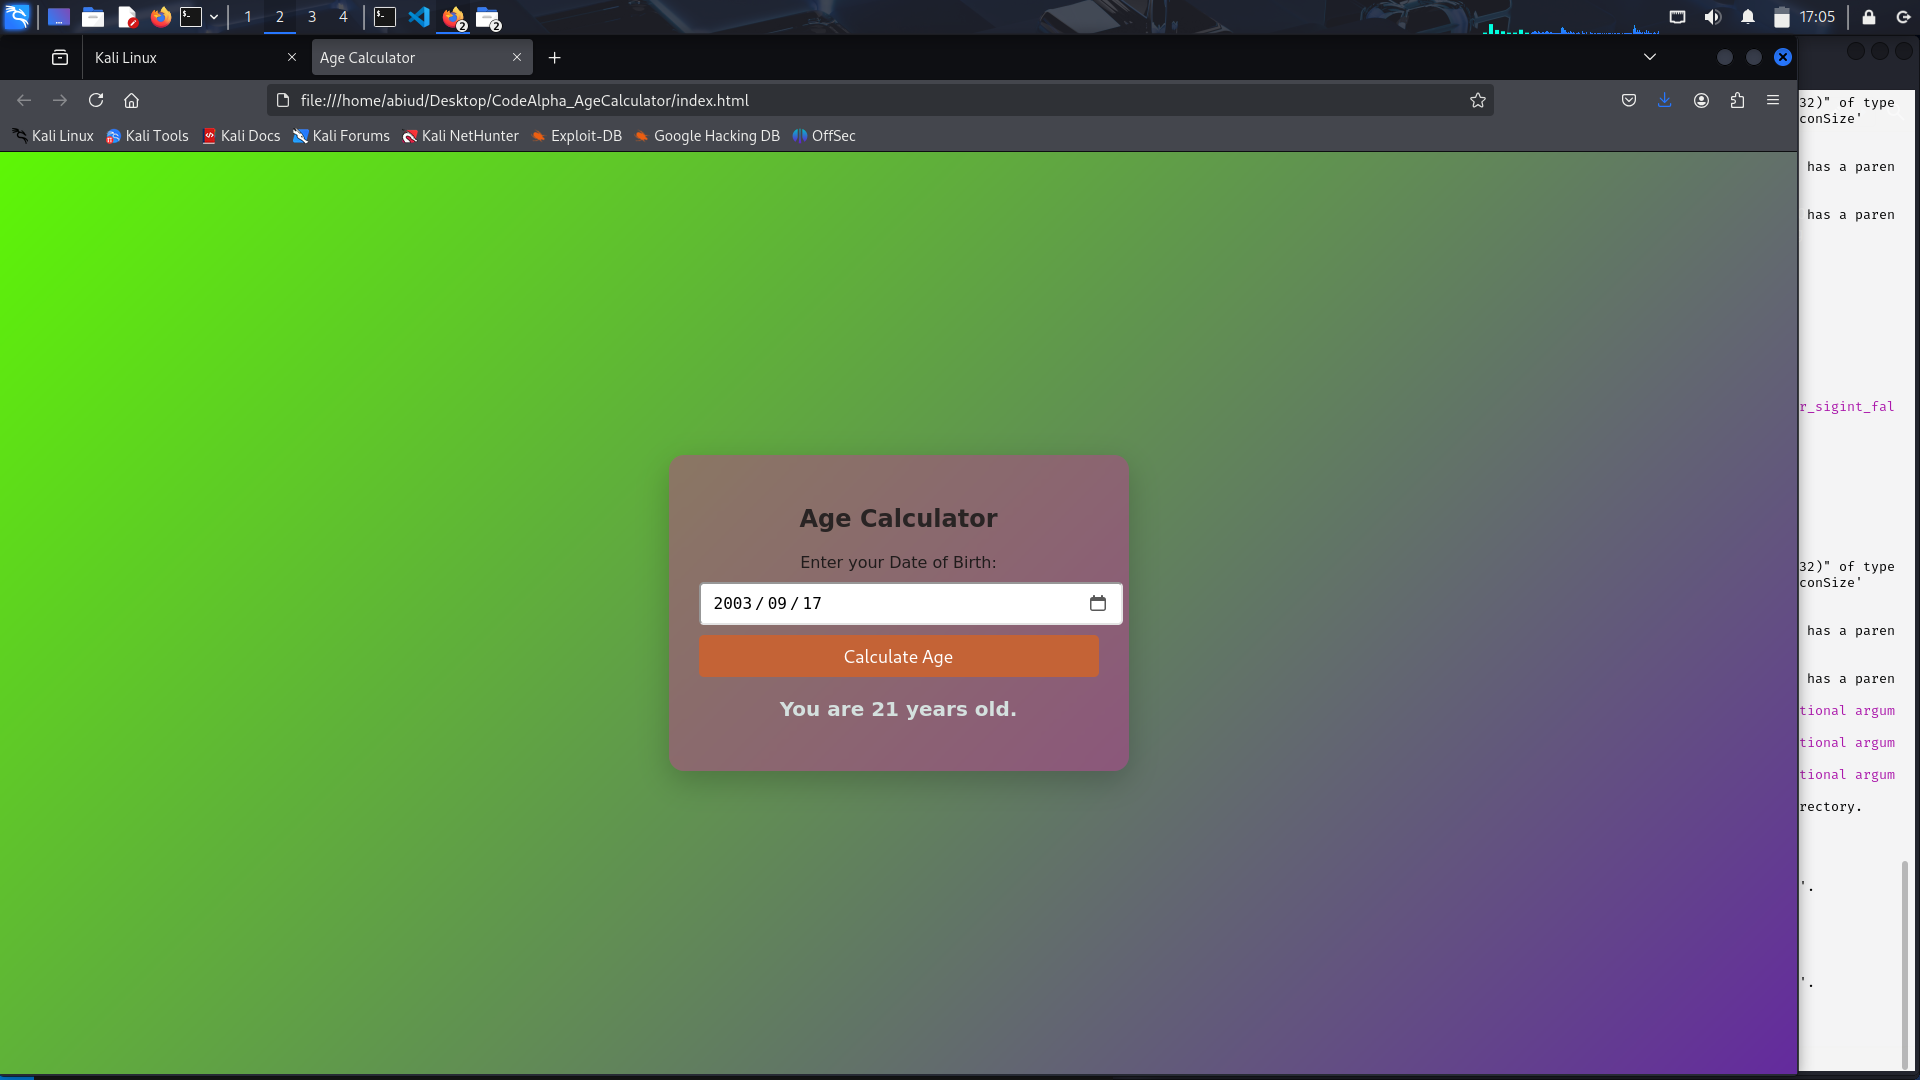 1 2 3 4 2 2 17:05
Kali Linux
Age Calculator
file:///home/abiud/Desktop/CodeAlpha_AgeCalculator/index.html
Kali Linux Kali Tools Kali Docs Kali Forums Kali NetHunter Exploit-DB Google Hacking DB OffSec
Age Calculator
Enter your Date of Birth:
2003/09/17
Calculate Age
You are 21 years old.
32)" of type
conSize'
has a paren
has a paren
r_sigint_fal
32)" of type
conSize'
has a paren
has a paren
tional argum
tional argum
tional argum
rectory.
'.
'.